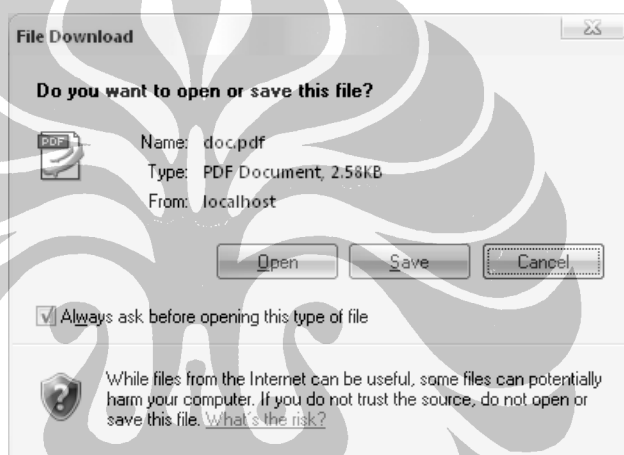 File Download
Do you want to open or save this file?
PDF
Name: doc.pdf
Type: PDF Document, 2.58KB
From: localhost
Open Save Cancel
Always ask before opening this type of file
While files from the Internet can be useful, some files can potentially
harm your computer. If you do not trust the source, do not open or
save this file. What's the risk?